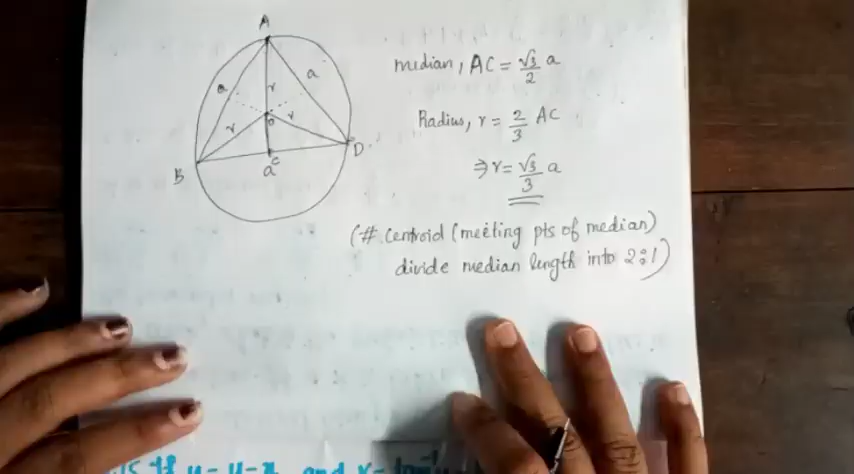 A
a
r
a
r
O
r
B
C
D
a
median, AC = √3/2 a
Radius, r = 2/3 AC
⇒ r = √3/3 a
(#. Centroid (meeting pts of median)
divide median length into 2:1)